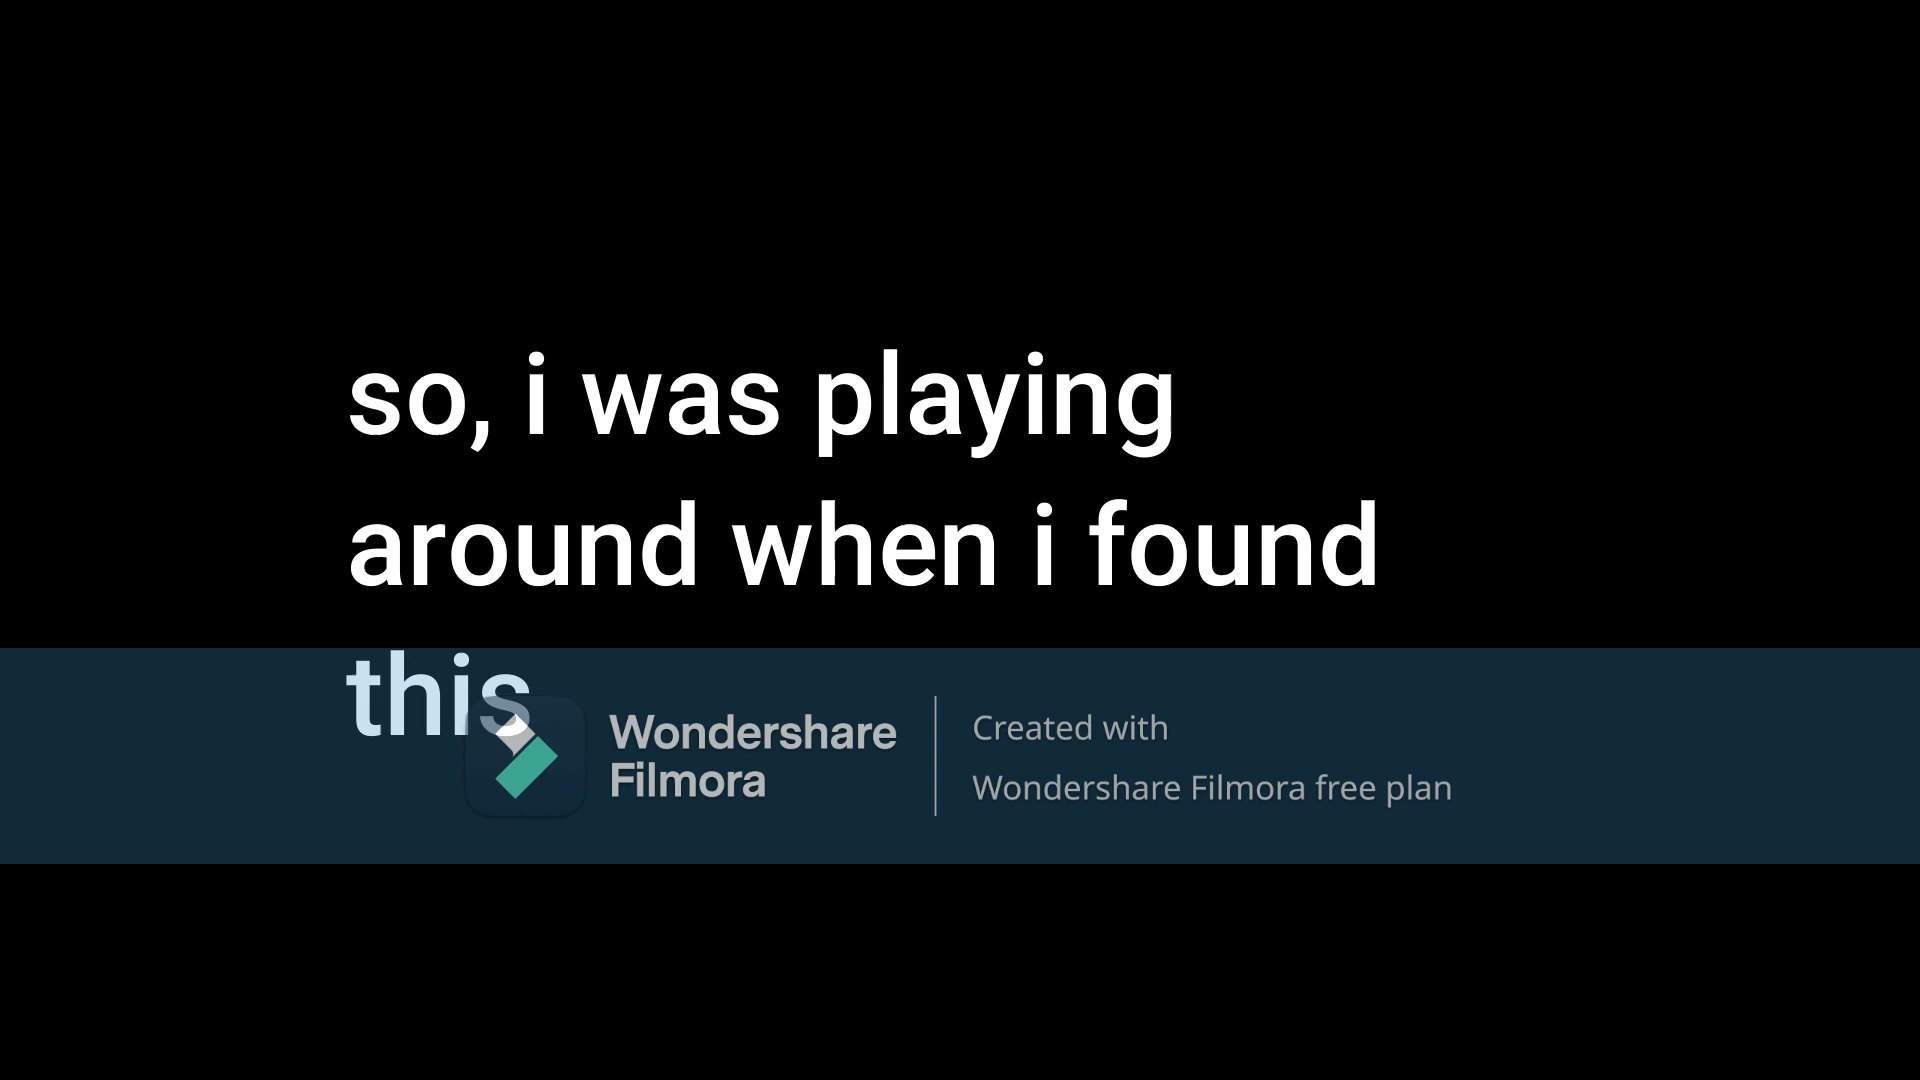 so, i was playing
around when i found
this
Wondershare
Filmora
Created with
Wondershare Filmora free plan